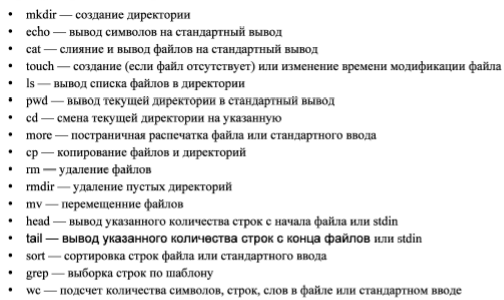 • mkdir — создание директории
• echo — вывод символов на стандартный вывод
• cat — слияние и вывод файлов на стандартный вывод
• touch — создание (если файл отсутствует) или изменение времени модификации файла
• ls — вывод списка файлов в директории
• pwd — вывод текущей директории в стандартный вывод
• cd — смена текущей директории на указанную
• more — постраничная распечатка файла или стандартного ввода
• cp — копирование файлов и директорий
• rm — удаление файлов
• rmdir — удаление пустых директорий
• mv — перемещенние файлов
• head — вывод указанного количества строк с начала файла или stdin
• tail — вывод указанного количества строк с конца файлов или stdin
• sort — сортировка строк файла или стандартного ввода
• grep — выборка строк по шаблону
• wc — подсчет количества символов, строк, слов в файле или стандартном вводе